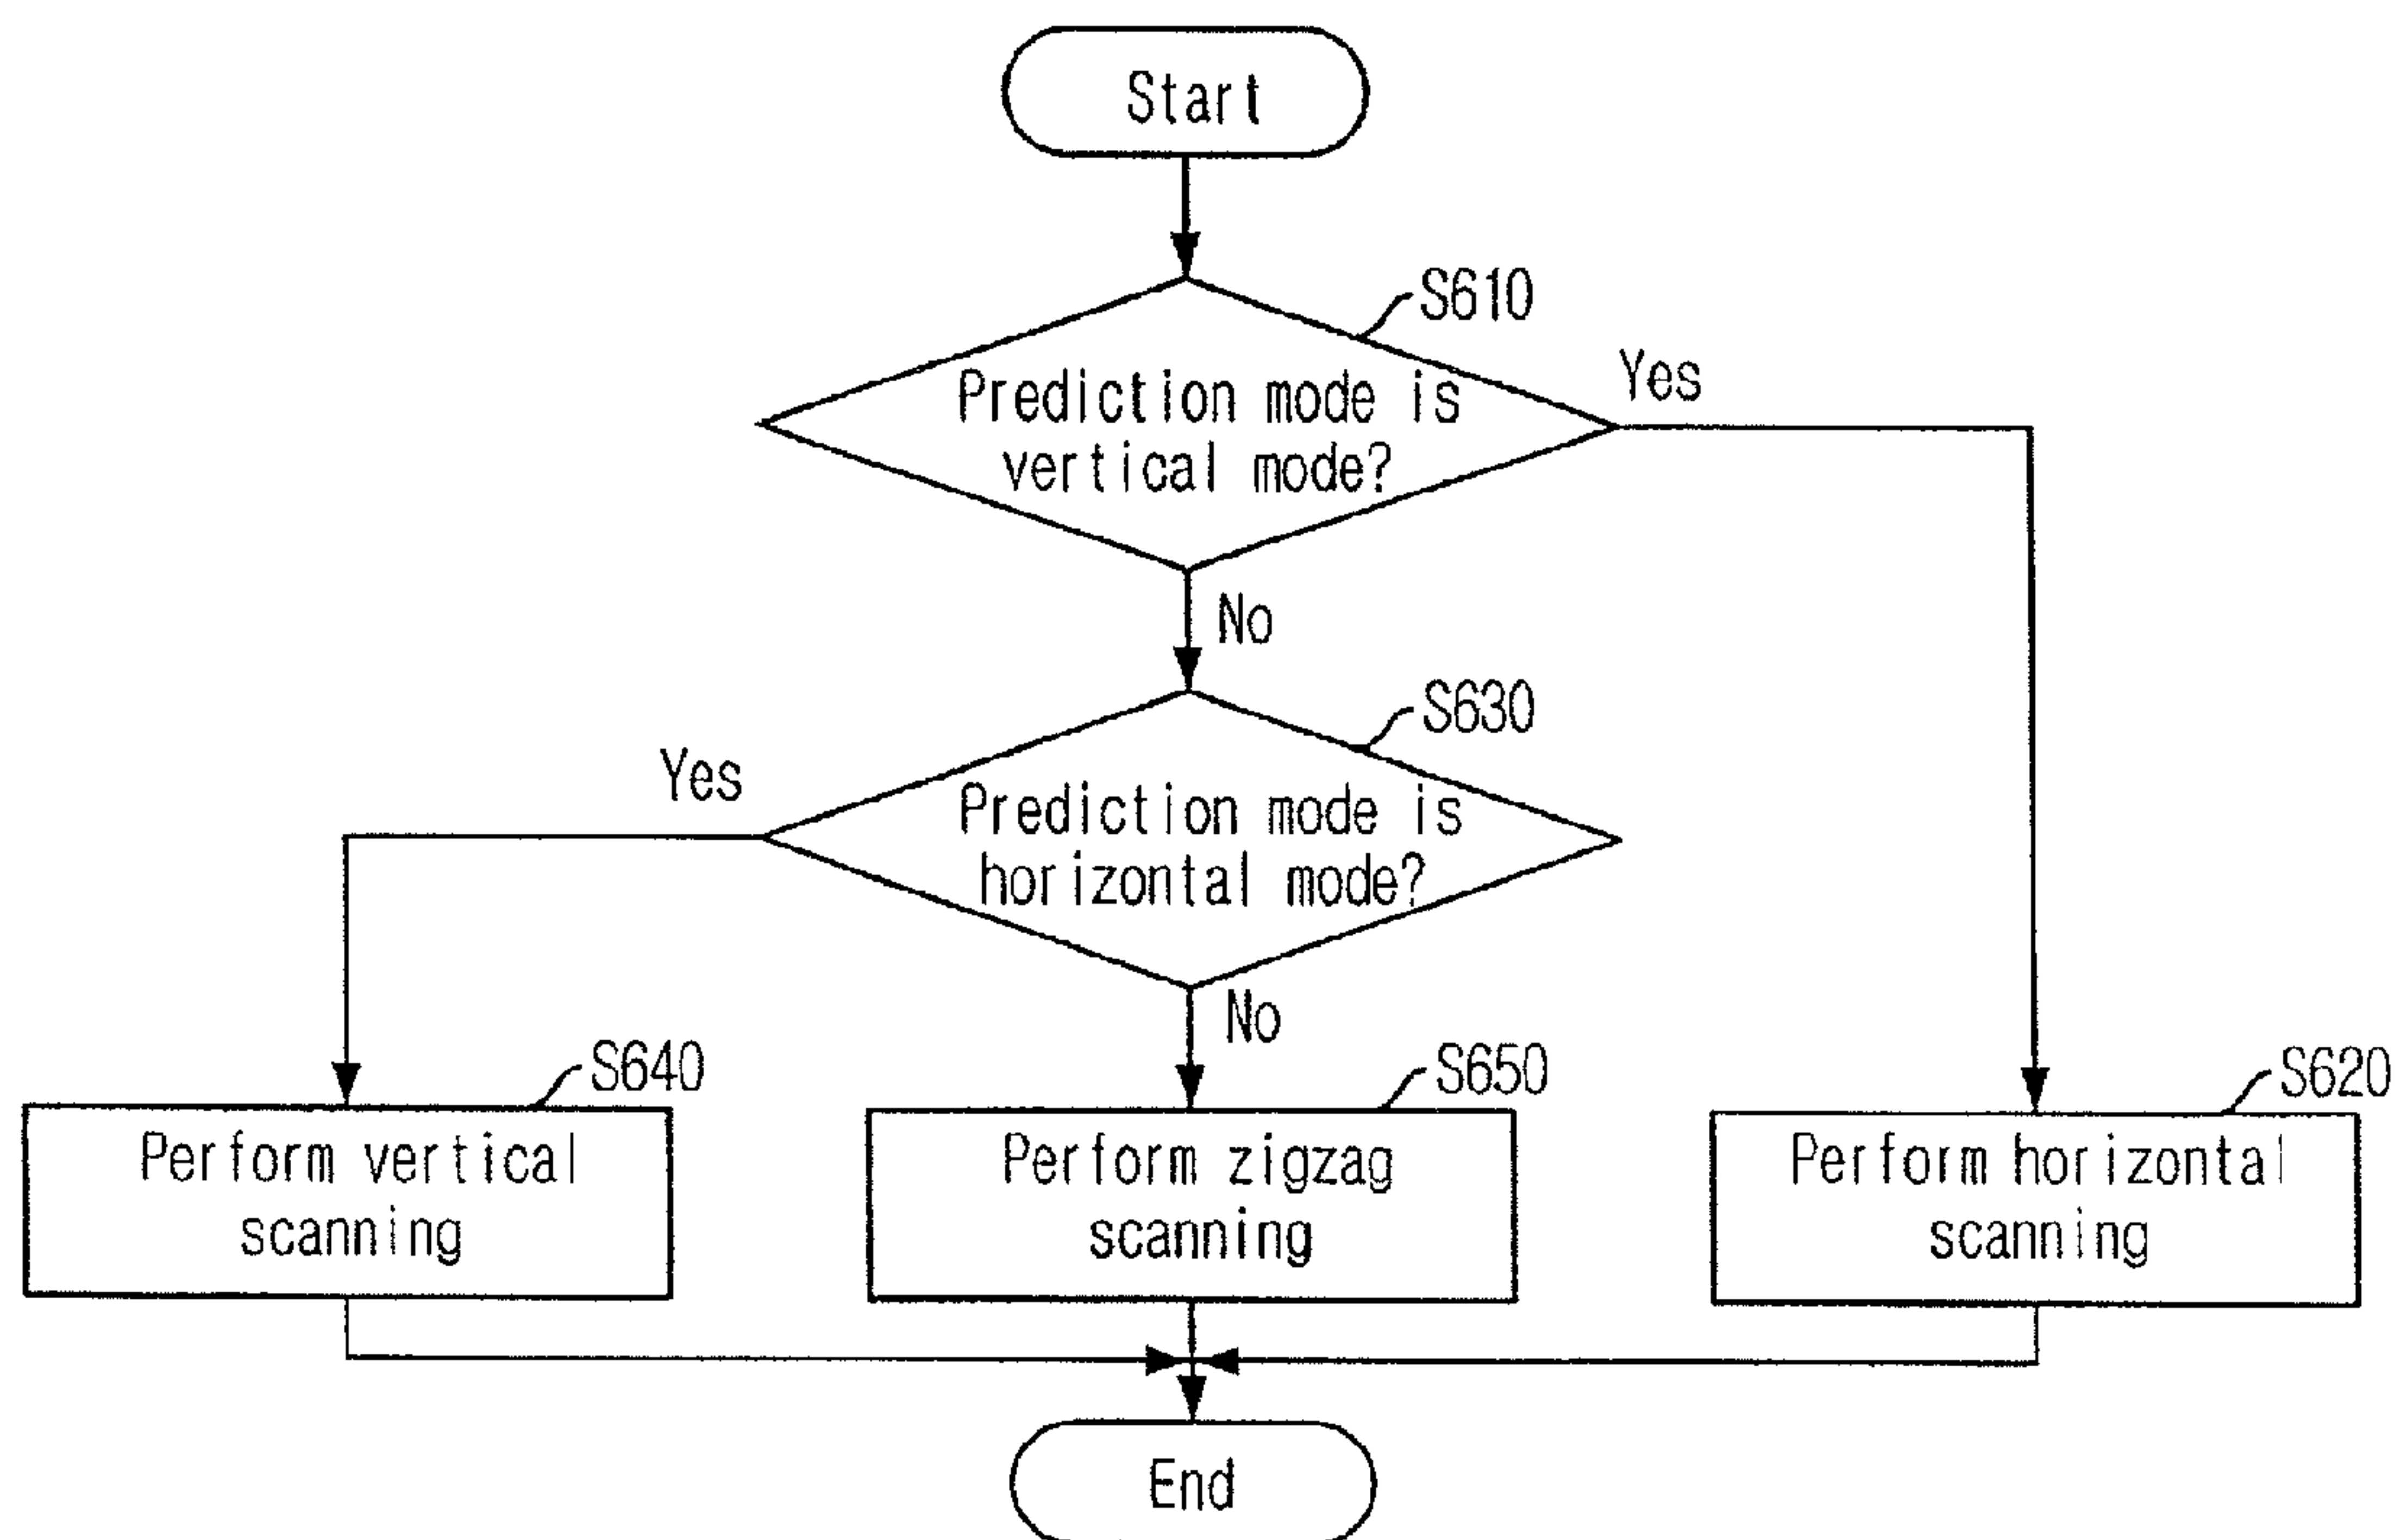 Start
S610
Prediction mode is
vertical mode?
Yes
No
S630
Prediction mode is
horizontal mode?
Yes
No
S640
Perform vertical
scanning
S650
Perform zigzag
scanning
S620
Perform horizontal
scanning
End